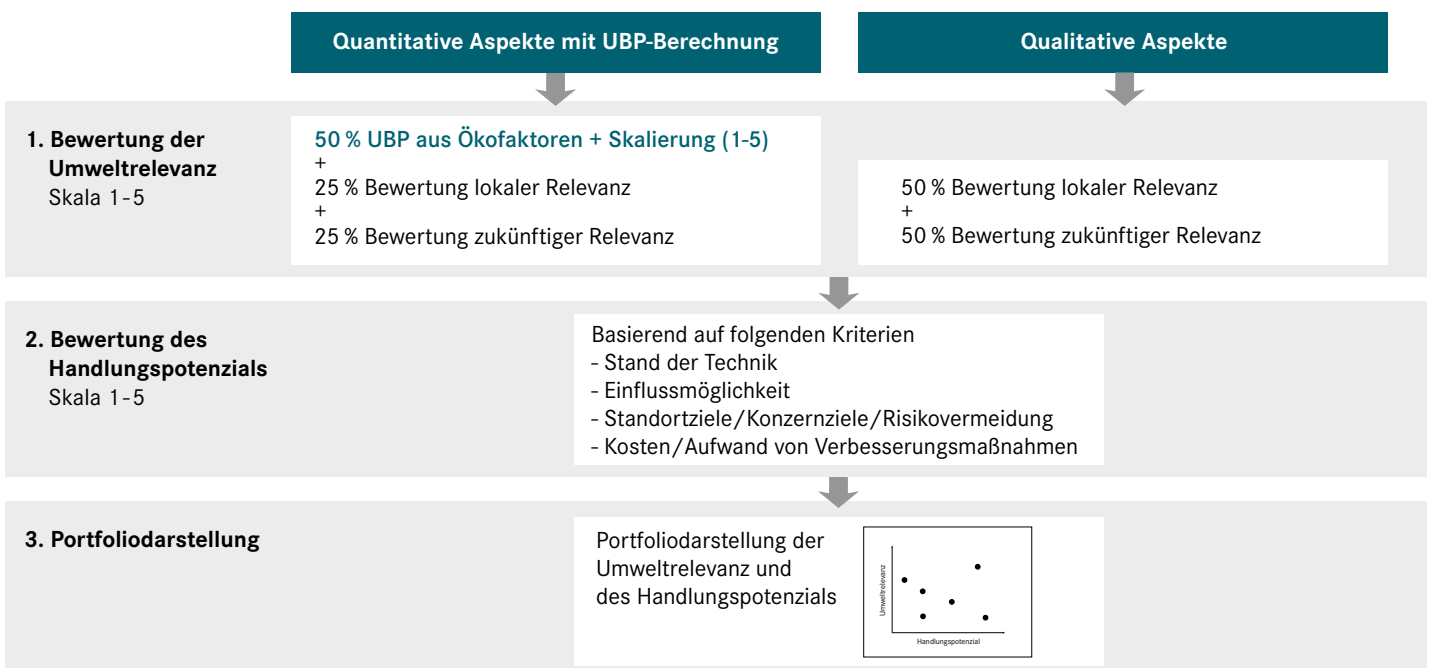 Quantitative Aspekte mit UBP-Berechnung
Qualitative Aspekte
1. Bewertung der
Umweltrelevanz
Skala 1-5
50 % UBP aus Ökofaktoren + Skalierung (1-5)
+
25 % Bewertung lokaler Relevanz
+
25 % Bewertung zukünftiger Relevanz
50 % Bewertung lokaler Relevanz
+
50 % Bewertung zukünftiger Relevanz
2. Bewertung des
Handlungspotenzials
Skala 1-5
Basierend auf folgenden Kriterien
- Stand der Technik
- Einflussmöglichkeit
- Standortziele/Konzernziele/Risikovermeidung
- Kosten/Aufwand von Verbesserungsmaßnahmen
3. Portfoliodarstellung
Portfoliodarstellung der
Umweltrelevanz und
des Handlungspotenzials
Umweltrelevanz
Handlungspotenzial